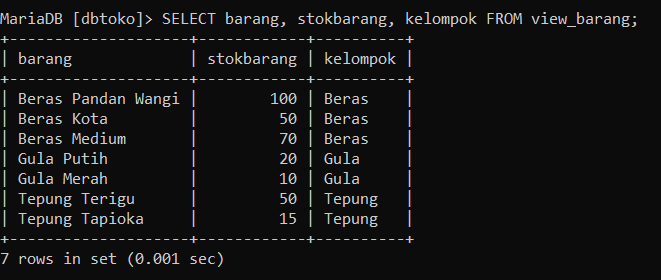 MariaDB [dbtoko]> SELECT barang, stokbarang, kelompok FROM view_barang;
+--------------------+------------+----------+
| barang             | stokbarang | kelompok |
+--------------------+------------+----------+
| Beras Pandan Wangi |        100 | Beras    |
| Beras Kota         |         50 | Beras    |
| Beras Medium       |         70 | Beras    |
| Gula Putih         |         20 | Gula     |
| Gula Merah         |         10 | Gula     |
| Tepung Terigu      |         50 | Tepung   |
| Tepung Tapioka     |         15 | Tepung   |
+--------------------+------------+----------+
7 rows in set (0.001 sec)